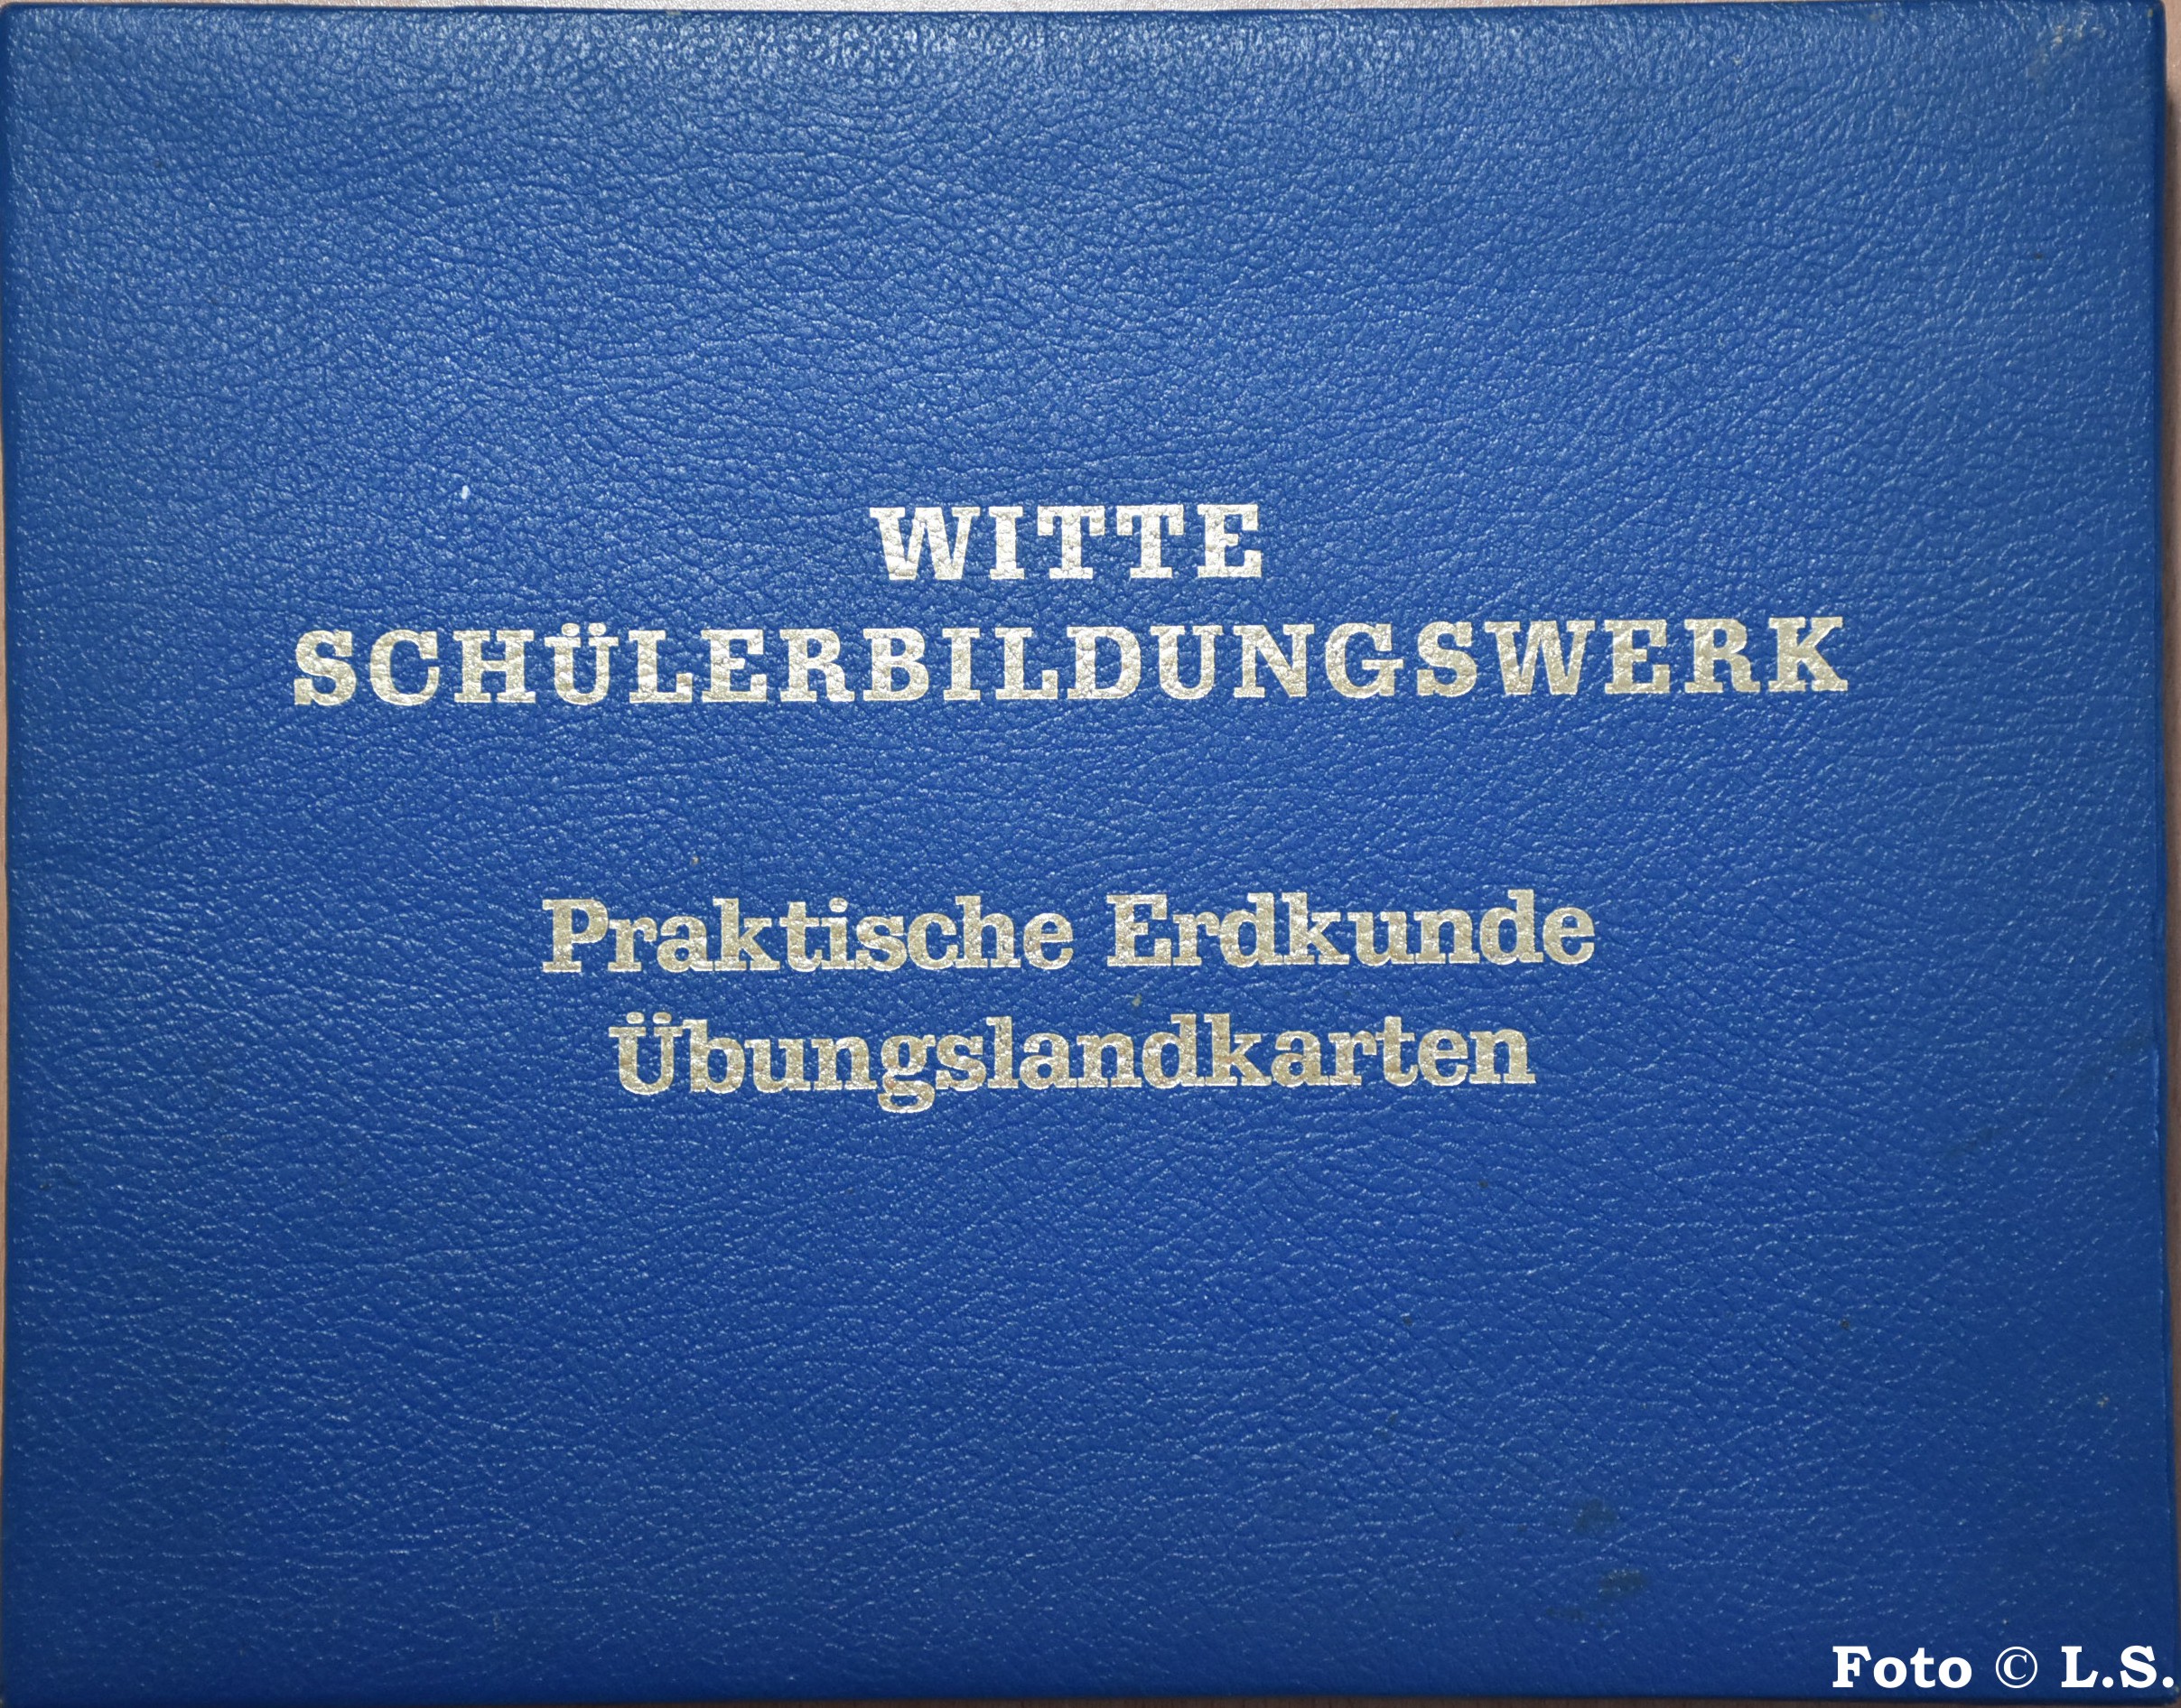 WITTE
SCHÜLERBILDUNGSWERK
Praktische Erdkunde
Übungslandkarten
Foto © L.S.